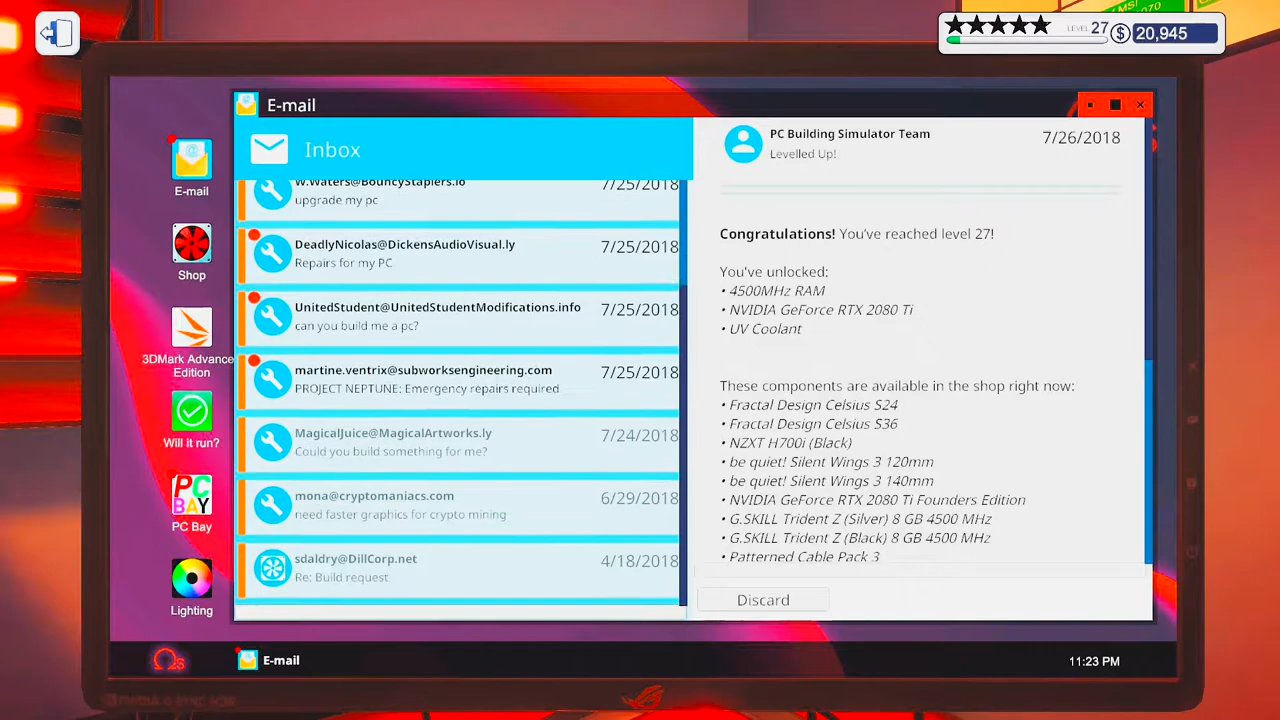 ★★★★★ LEVEL 27 $ 20,945
E-mail
Inbox
W.Waters@BouncyStaplers.io 7/25/2018
upgrade my pc
DeadlyNicolas@DickensAudioVisual.ly 7/25/2018
Repairs for my PC
UnitedStudent@UnitedStudentModifications.info 7/25/2018
can you build me a pc?
martine.ventrix@subworksengineering.com 7/25/2018
PROJECT NEPTUNE: Emergency repairs required
MagicalJuice@MagicalArtworks.ly 7/24/2018
Could you build something for me?
mona@cryptomaniacs.com 6/29/2018
need faster graphics for crypto mining
sdaldry@DillCorp.net 4/18/2018
Re: Build request
PC Building Simulator Team 7/26/2018
Levelled Up!
Congratulations! You've reached level 27!
You've unlocked:
• 4500MHz RAM
• NVIDIA GeForce RTX 2080 Ti
• UV Coolant
These components are available in the shop right now:
• Fractal Design Celsius S24
• Fractal Design Celsius S36
• NZXT H700i (Black)
• be quiet! Silent Wings 3 120mm
• be quiet! Silent Wings 3 140mm
• NVIDIA GeForce RTX 2080 Ti Founders Edition
• G.SKILL Trident Z (Silver) 8 GB 4500 MHz
• G.SKILL Trident Z (Black) 8 GB 4500 MHz
• Patterned Cable Pack 3
Discard
E-mail
Shop
3DMark Advance
Edition
Will it run?
PC
BAY
PC Bay
Lighting
E-mail
11:23 PM